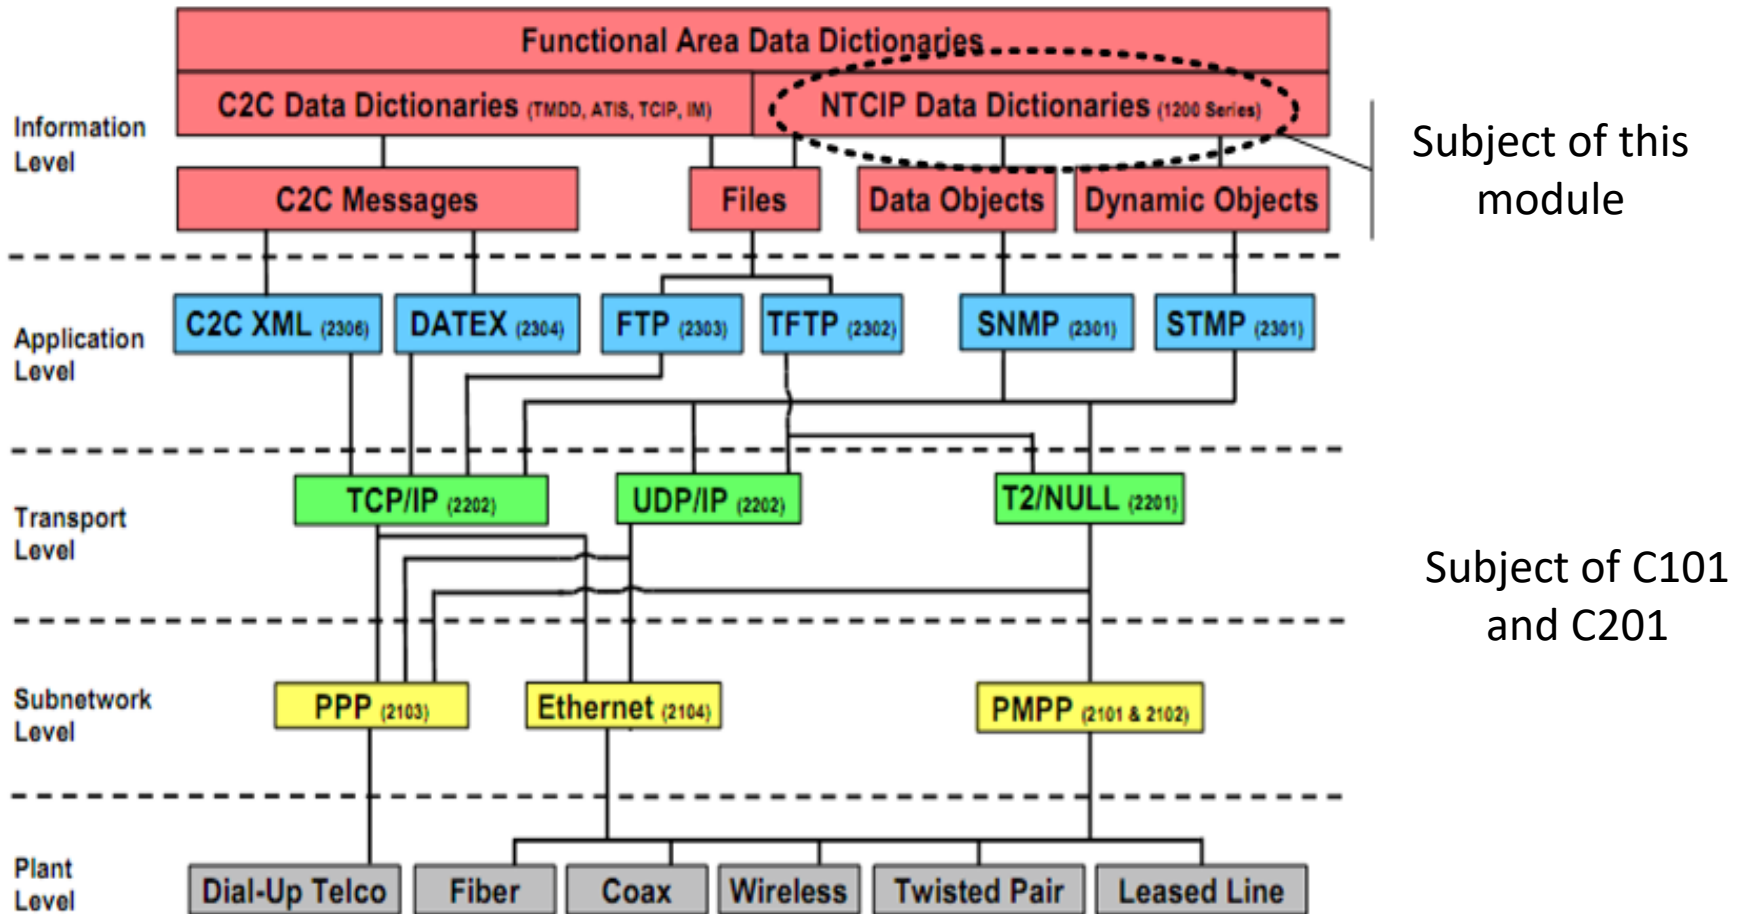 Functional Area Data Dictionaries
C2C Data Dictionaries (TMDD, ATIS, TCIP, IM)
NTCIP Data Dictionaries (1200 Series)
Information
Level
Subject of this
module
C2C Messages
Files
Data Objects
Dynamic Objects
Application
Level
C2C XML (2306)
DATEX (2304)
FTP (2303)
TFTP (2302)
SNMP (2301)
STMP (2301)
Transport
Level
TCP/IP (2202)
UDP/IP (2202)
T2/NULL (2201)
Subject of C101
and C201
Subnetwork
Level
PPP (2103)
Ethernet (2104)
PMPP (2101 & 2102)
Plant
Level
Dial-Up Telco
Fiber
Coax
Wireless
Twisted Pair
Leased Line